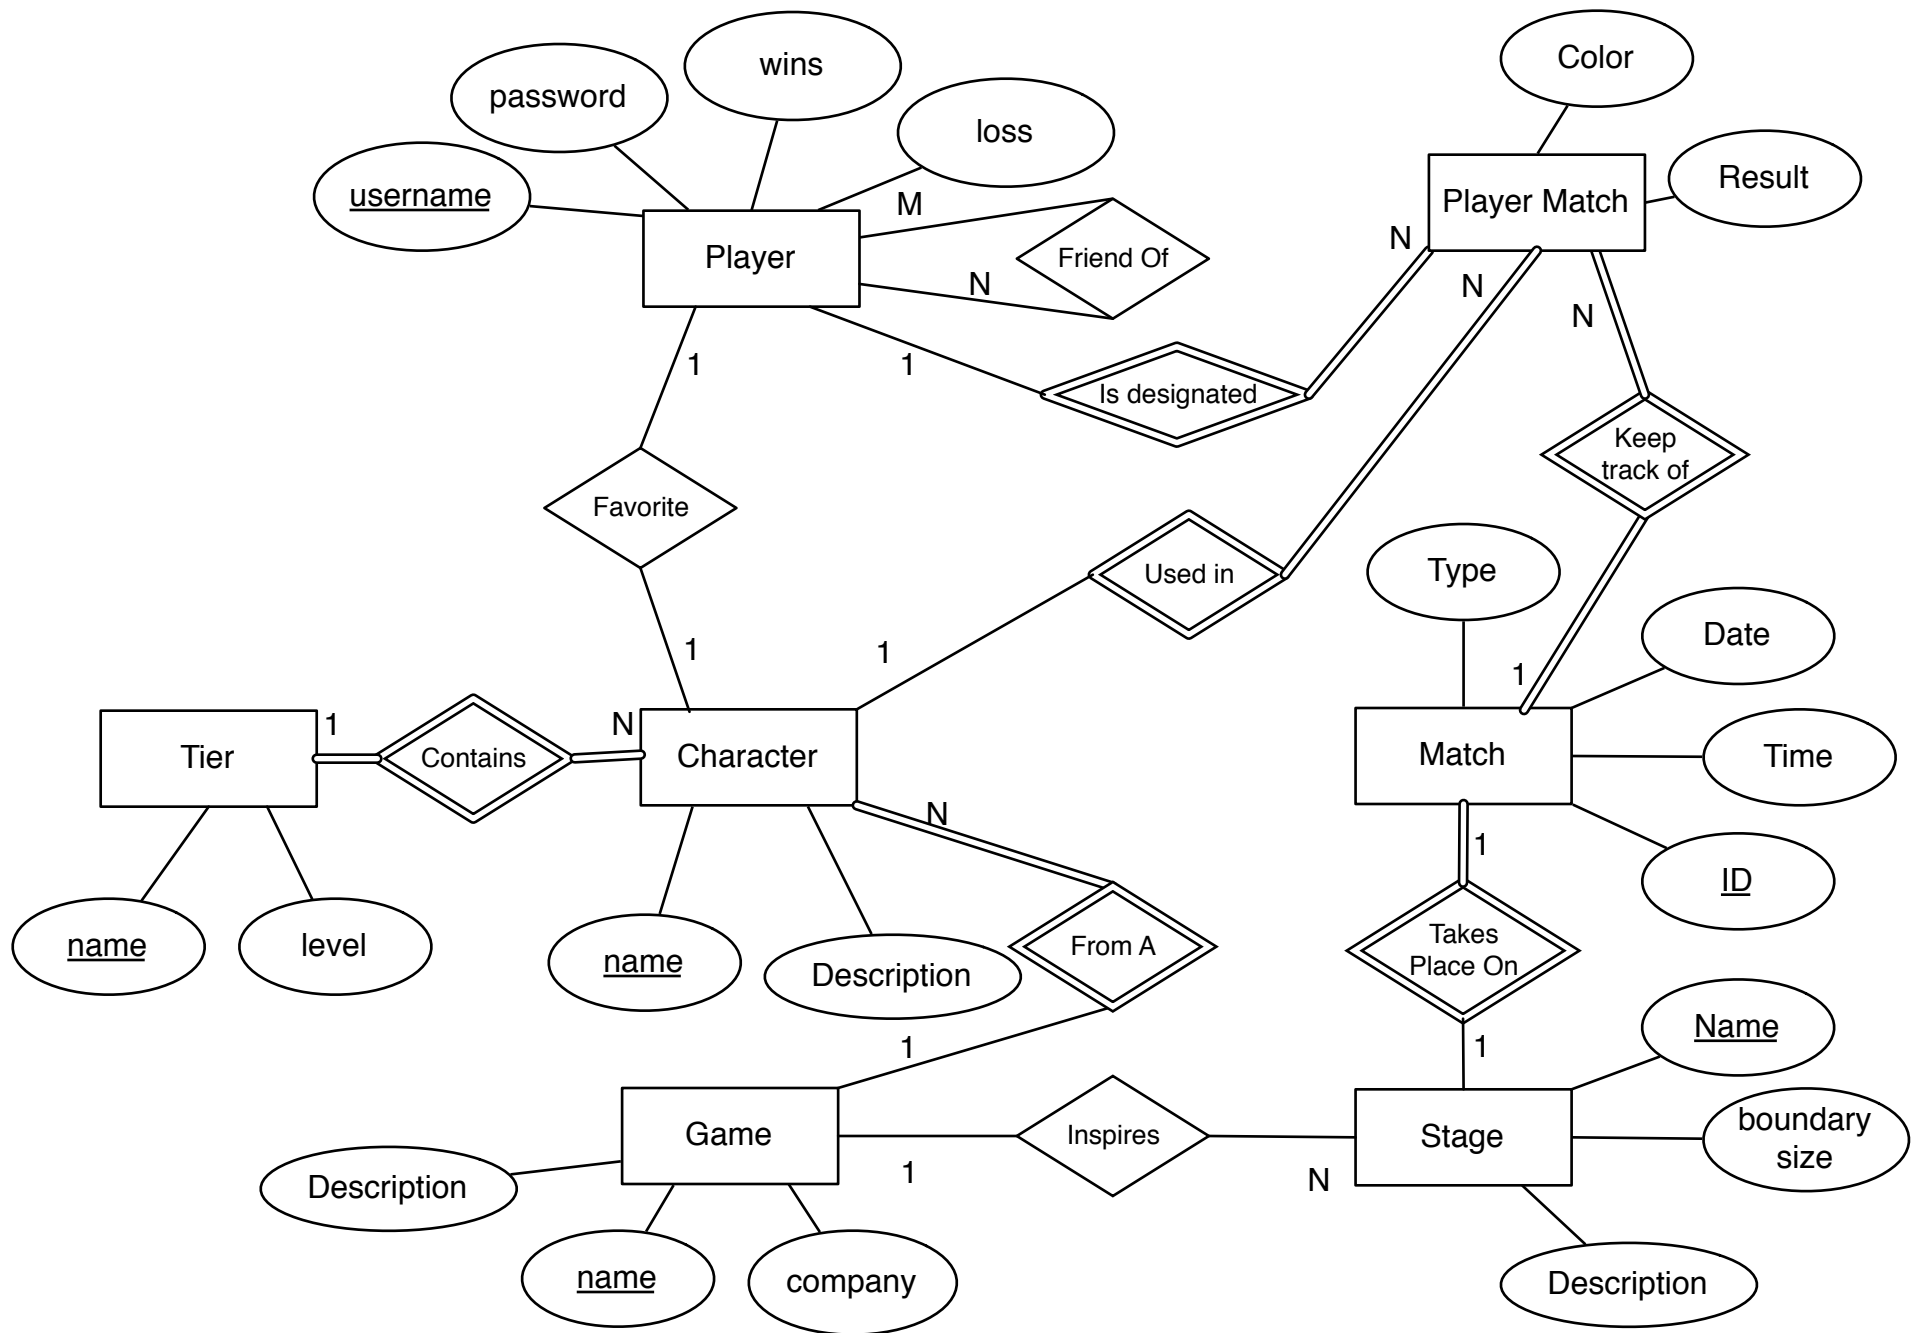 Color
wins
password
loss
Result
username
M
Player Match
Player
Friend Of
N
N
N
N
1
1
Is designated
Keep
track of
Favorite
Type
Used in
Date
1
1
1
1
N
Tier
Contains
Character
Match
Time
N
1
ID
name
level
name
Description
From A
Takes
Place On
Name
1
1
boundary
size
Game
Inspires
Stage
Description
1
N
name
company
Description